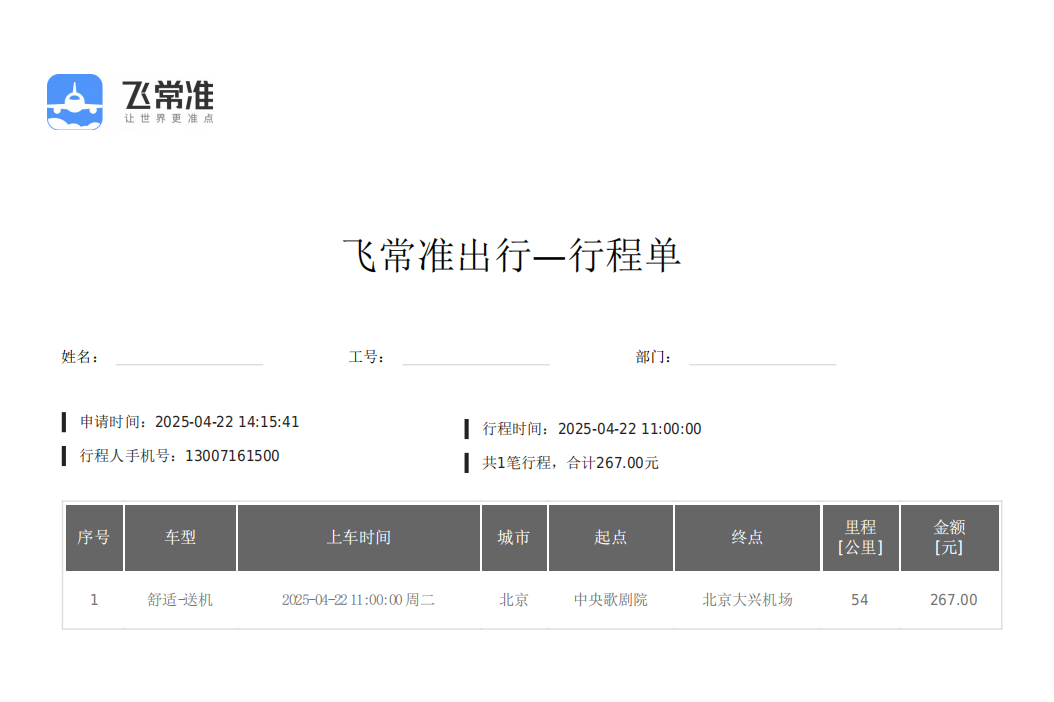 飞常准
让世界更准点
飞常准出行—行程单
姓名： 工号： 部门：
申请时间：2025-04-22 14:15:41
行程人手机号：13007161500
行程时间：2025-04-22 11:00:00
共1笔行程，合计267.00元
序号 车型 上车时间 城市 起点 终点 里程[公里] 金额[元]
1 舒适-送机 2025-04-22 11:00:00 周二 北京 中央歌剧院 北京大兴机场 54 267.00